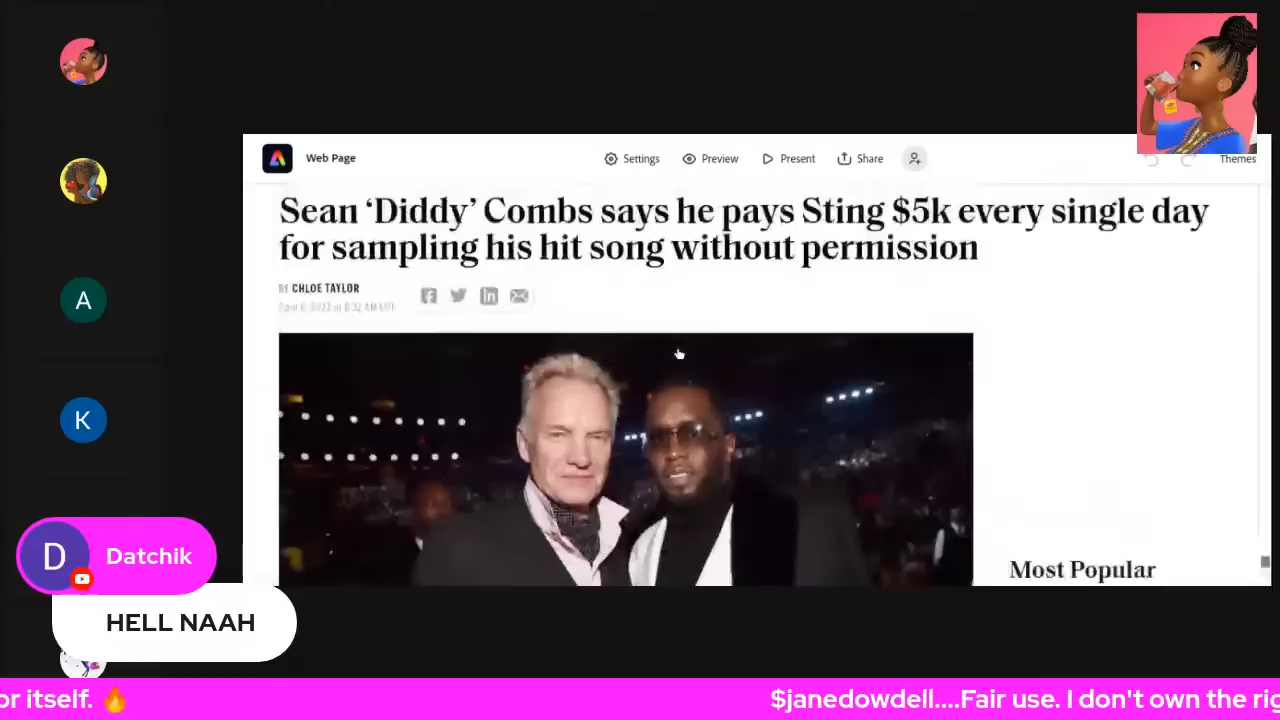 Web Page
Settings
Preview
Present
Share
Themes
Sean ‘Diddy’ Combs says he pays Sting $5k every single day
for sampling his hit song without permission
BY CHLOE TAYLOR
A
K
Most Popular
D
Datchik
HELL NAAH
or itself. 🔥
$janedowdell....Fair use. I don't own the rig